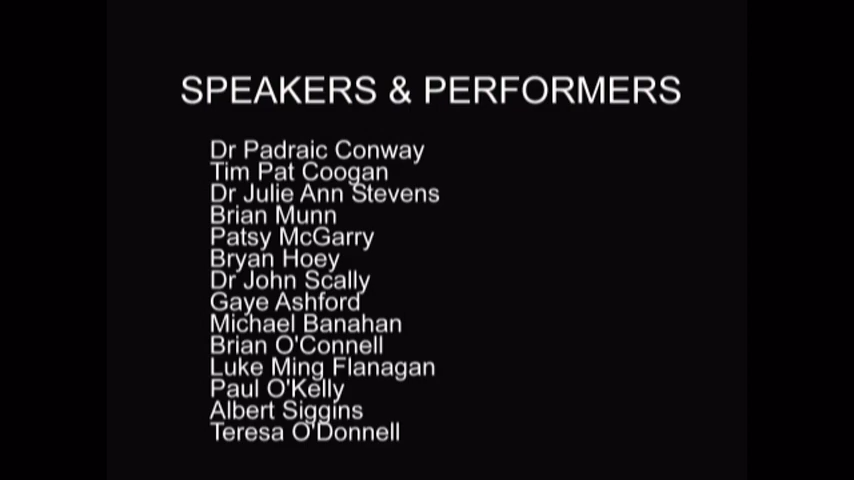 SPEAKERS & PERFORMERS
Dr Padraic Conway
Tim Pat Coogan
Dr Julie Ann Stevens
Brian Munn
Patsy McGarry
Bryan Hoey
Dr John Scally
Gaye Ashford
Michael Banahan
Brian O'Connell
Luke Ming Flanagan
Paul O'Kelly
Albert Siggins
Teresa O'Donnell